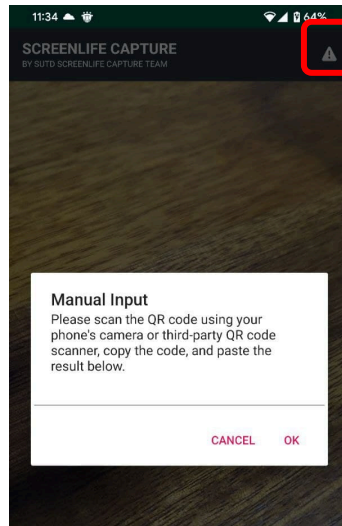 11:34 64%
SCREENLIFE CAPTURE
BY SUTD SCREENLIFE CAPTURE TEAM
Manual Input
Please scan the QR code using your
phone's camera or third-party QR code
scanner, copy the code, and paste the
result below.
CANCEL OK